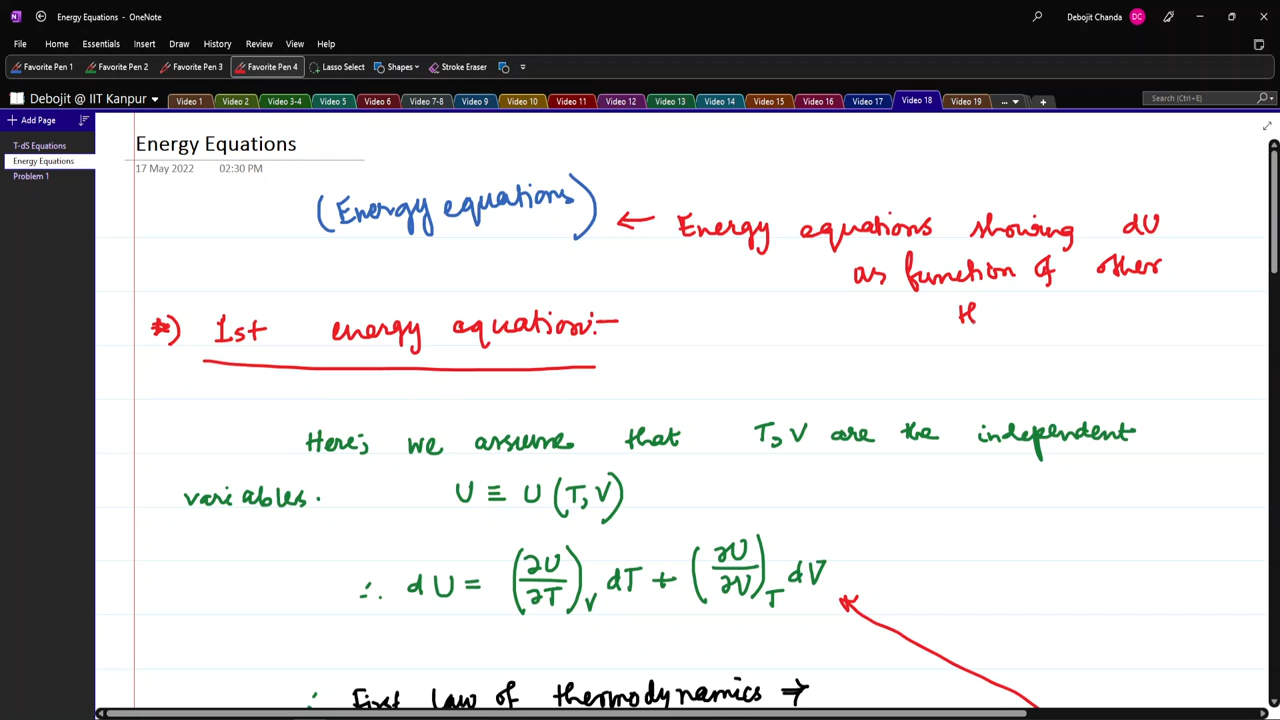 Energy Equations - OneNote
Debojit Chanda DC
File Home Essentials Insert Draw History Review View Help
Favorite Pen 1 Favorite Pen 2 Favorite Pen 3 Favorite Pen 4 Lasso Select Shapes Stroke Eraser
Debojit @ IIT Kanpur Video 1 Video 2 Video 3-4 Video 5 Video 6 Video 7-8 Video 9 Video 10 Video 11 Video 12 Video 13 Video 14 Video 15 Video 16 Video 17 Video 18 Video 19 ... + Search (Ctrl+E)
+ Add Page
T-dS Equations
Energy Equations
Problem 1
Energy Equations
17 May 2022 02:30 PM
(Energy equations) ← Energy equations showing dU
as function of other
H
*) 1st energy equation:-
Here; we assume that T, V are the independent
variables. U ≡ U (T, V)
∴ dU = (∂U/∂T)_V dT + (∂U/∂V)_T dV
∴ First law of thermodynamics ⇒